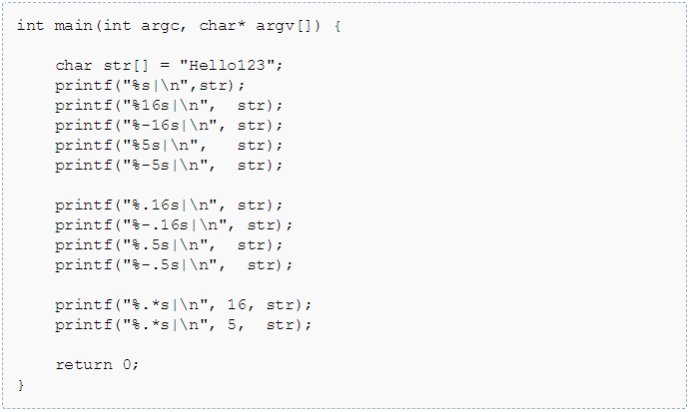 int main(int argc, char* argv[]) {
char str[] = "Hello123";
printf("%s|\n",str);
printf("%16s|\n",  str);
printf("%-16s|\n", str);
printf("%5s|\n",   str);
printf("%-5s|\n",  str);
printf("%.16s|\n", str);
printf("%-.16s|\n", str);
printf("%.5s|\n",  str);
printf("%-.5s|\n",  str);
printf("%.*s|\n", 16, str);
printf("%.*s|\n", 5,  str);
return 0;
}